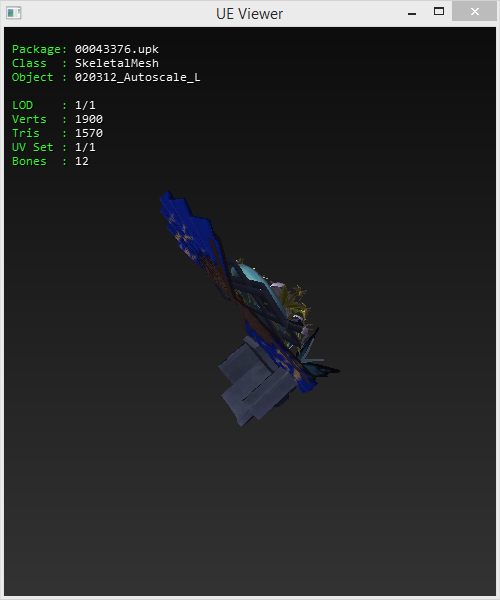 UE Viewer
Package: 00043376.upk
Class : SkeletalMesh
Object : 020312_Autoscale_L
LOD : 1/1
Verts : 1900
Tris : 1570
UV Set : 1/1
Bones : 12